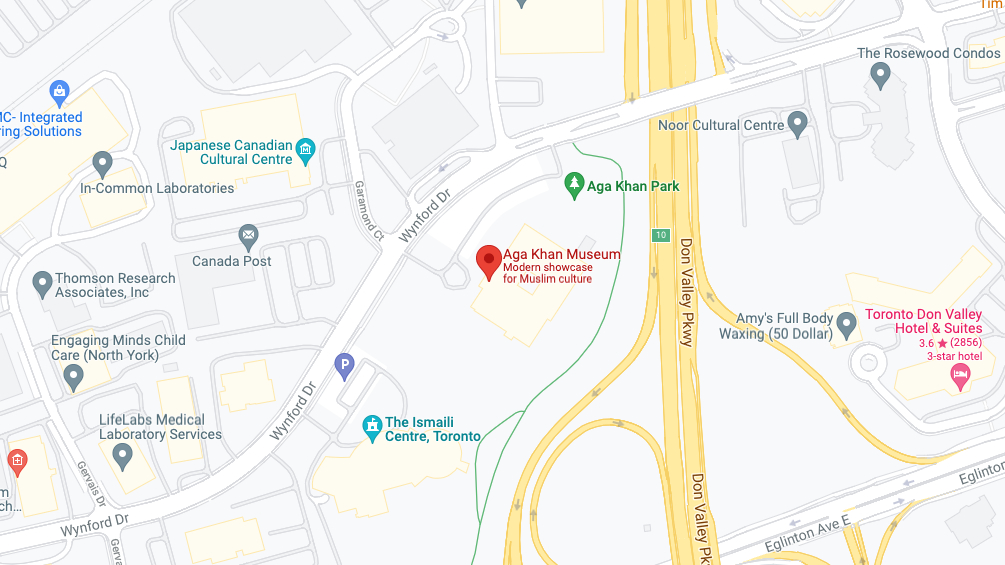 Tim
The Rosewood Condos
MC- Integrated
ring Solutions
Noor Cultural Centre
Japanese Canadian
Cultural Centre
Q
In-Common Laboratories
Aga Khan Park
Garamond Ct
Wynford Dr
Canada Post
10
Don Valley Pkwy
Aga Khan Museum
Modern showcase
for Muslim culture
Thomson Research
Associates, Inc
Amy's Full Body
Waxing (50 Dollar)
Toronto Don Valley
Hotel & Suites
3.6 ★ (2856)
3-star hotel
Engaging Minds Child
Care (North York)
P
Wynford Dr
LifeLabs Medical
Laboratory Services
The Ismaili
Centre, Toronto
Gervais Dr
m
ch...
Don Valley Pk
Eglinton
Wynford Dr
Eglinton Ave E
Gerva